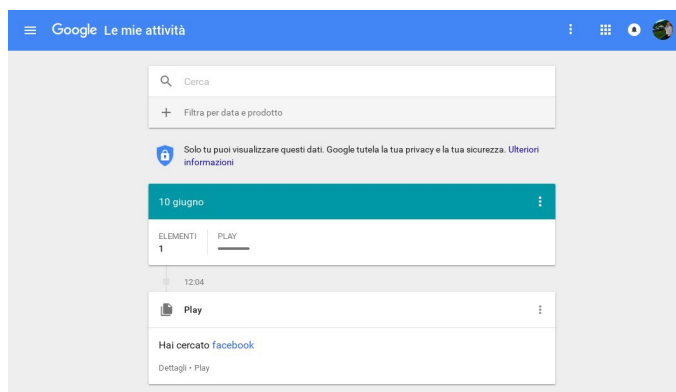 Google Le mie attività
Cerca
Filtra per data e prodotto
Solo tu puoi visualizzare questi dati. Google tutela la tua privacy e la tua sicurezza. Ulteriori
informazioni
10 giugno
ELEMENTI PLAY
1
12:04
Play
Hai cercato facebook
Dettagli • Play